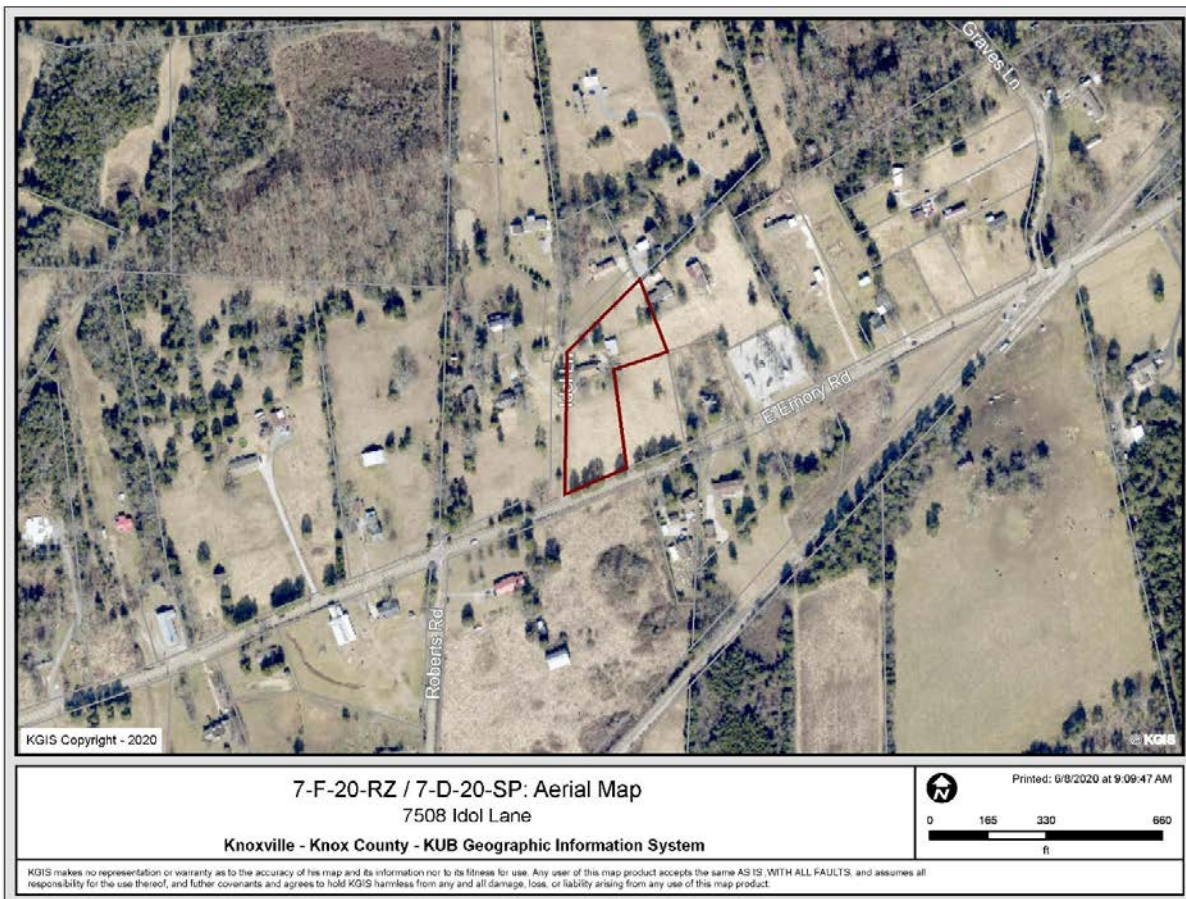 Graves Ln
Idol Ln
E Emory Rd
Roberts Rd
KGIS Copyright - 2020
© KGIS
7-F-20-RZ / 7-D-20-SP: Aerial Map
7508 Idol Lane
Knoxville - Knox County - KUB Geographic Information System
N
Printed: 6/8/2020 at 9:09:47 AM
0 165 330 660
ft
KGIS makes no representation or warranty as to the accuracy of his map and its information nor to its fitness for use. Any user of this map product accepts the same AS IS ,WITH ALL FAULTS, and assumes all
responsibility for the use thereof, and futher covenants and agrees to hold KGIS harmless from any and all damage, loss, or liability arising from any use of this map product.